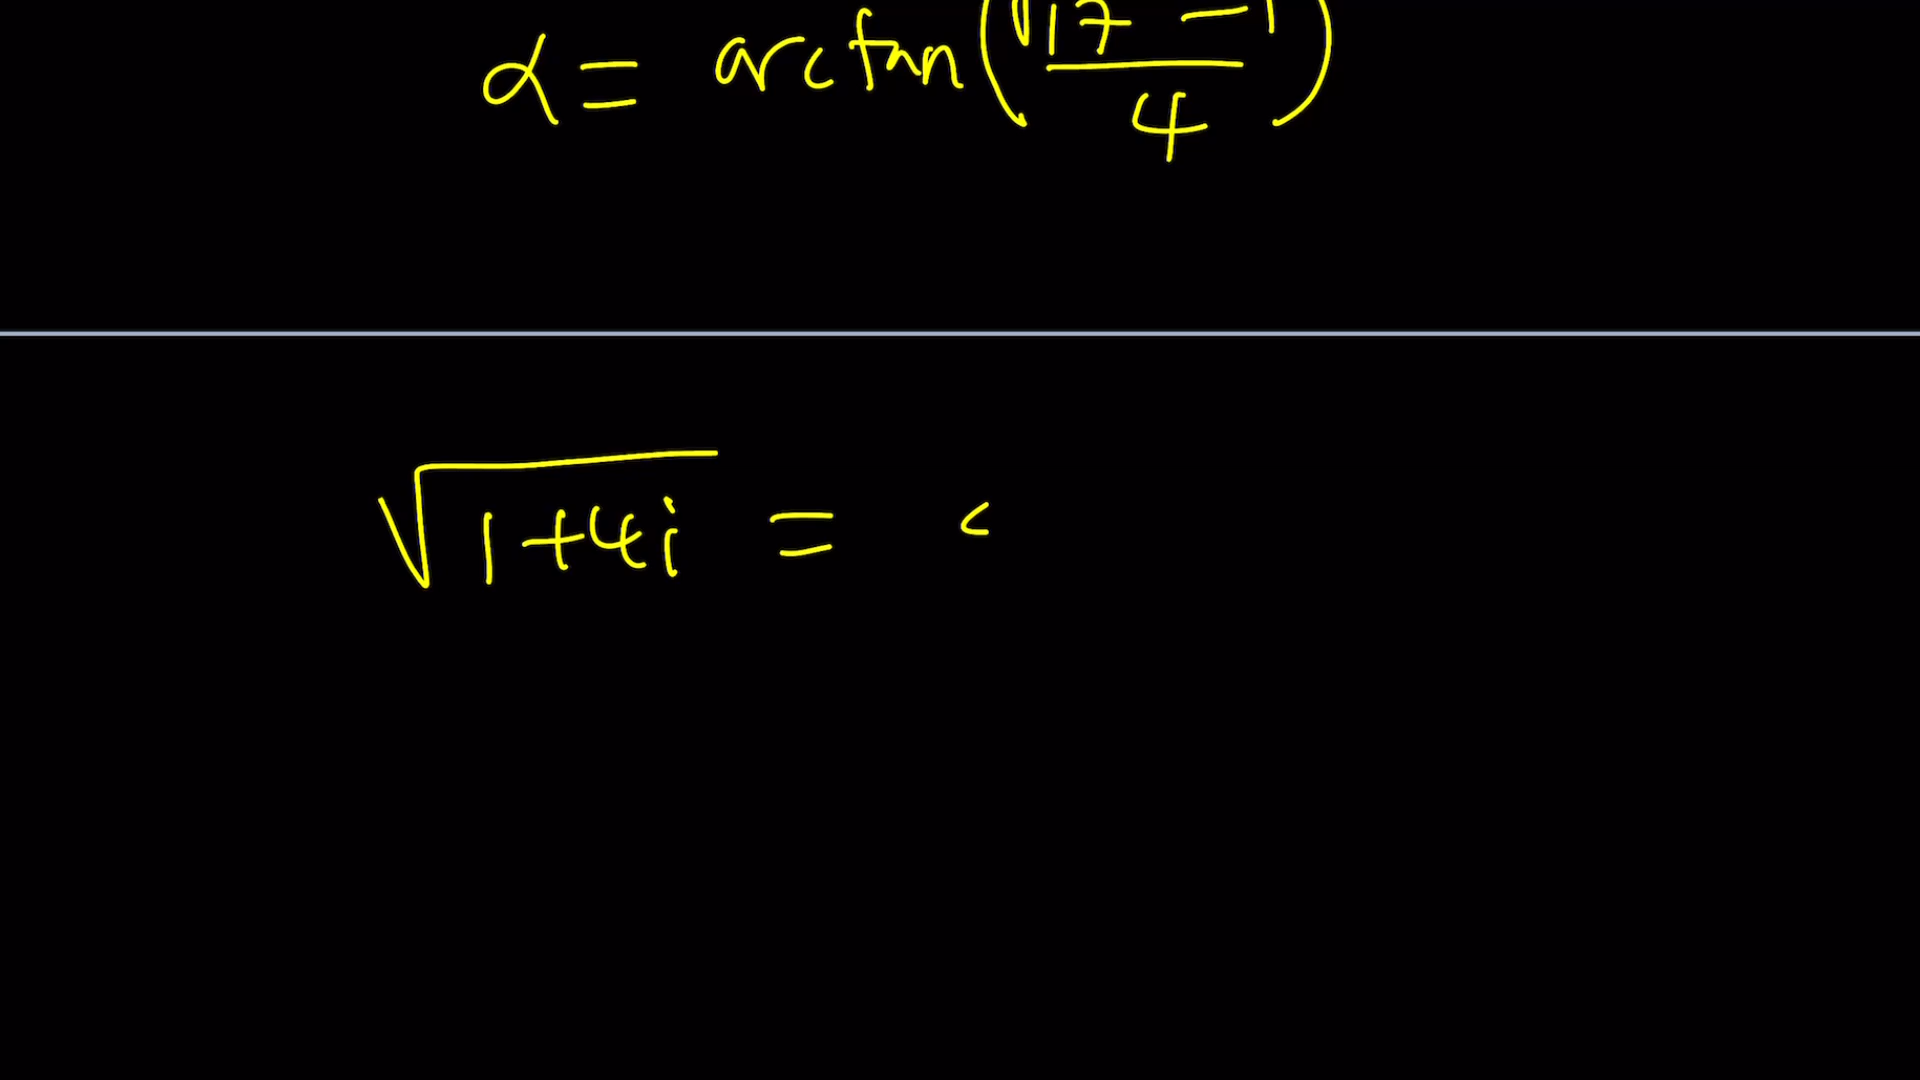 α = arctan(√17 - 1 / 4)
√1+4i =